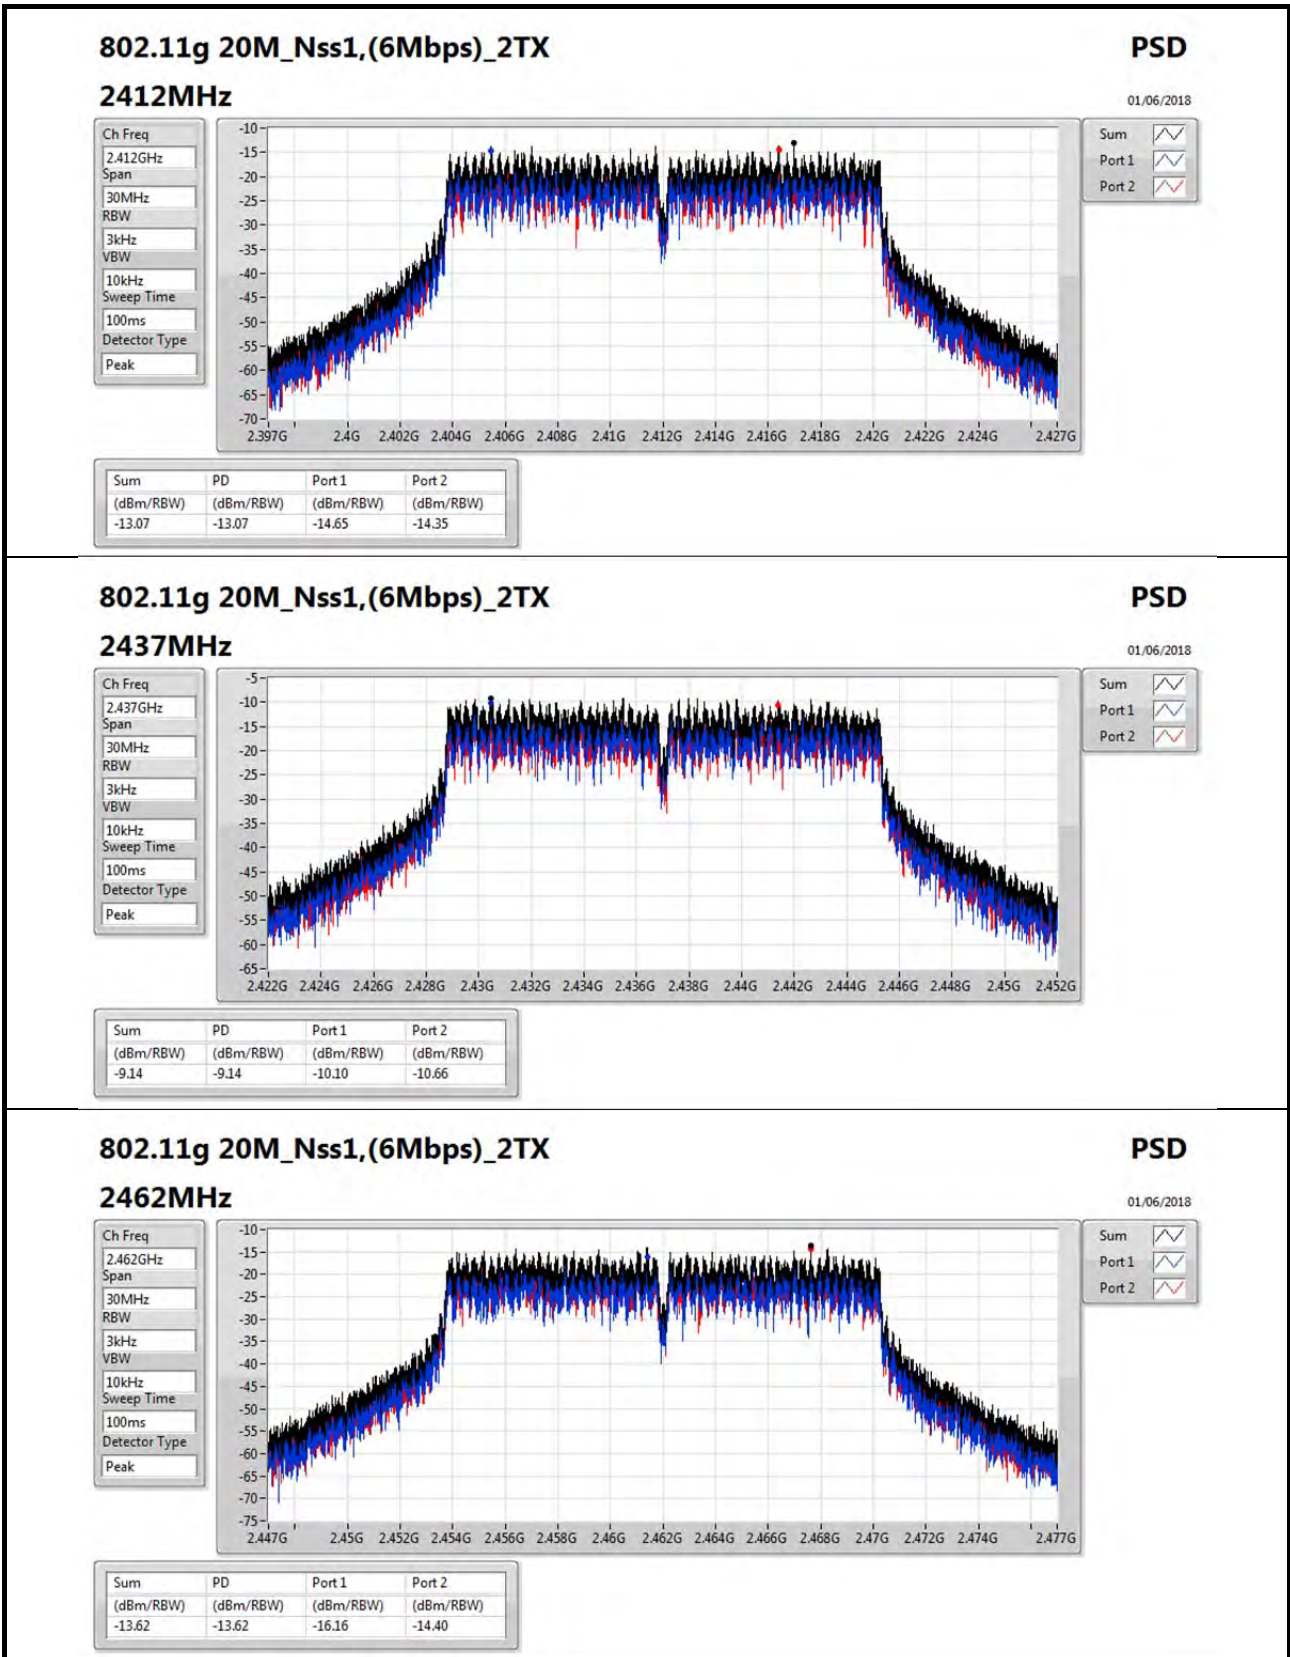 802.11g 20M_Nss1,(6Mbps)_2TX
PSD
2412MHz
01/06/2018
Ch Freq
2.412GHz
Span
30MHz
RBW
3kHz
VBW
10kHz
Sweep Time
100ms
Detector Type
Peak
-10
-15
-20
-25
-30
-35
-40
-45
-50
-55
-60
-65
-70
2.397G 2.4G 2.402G 2.404G 2.406G 2.408G 2.41G 2.412G 2.414G 2.416G 2.418G 2.42G 2.422G 2.424G 2.427G
Sum
Port 1
Port 2
Sum PD Port 1 Port 2
(dBm/RBW) (dBm/RBW) (dBm/RBW) (dBm/RBW)
-13.07 -13.07 -14.65 -14.35
802.11g 20M_Nss1,(6Mbps)_2TX
PSD
2437MHz
01/06/2018
Ch Freq
2.437GHz
Span
30MHz
RBW
3kHz
VBW
10kHz
Sweep Time
100ms
Detector Type
Peak
-5
-10
-15
-20
-25
-30
-35
-40
-45
-50
-55
-60
-65
2.422G 2.424G 2.426G 2.428G 2.43G 2.432G 2.434G 2.436G 2.438G 2.44G 2.442G 2.444G 2.446G 2.448G 2.45G 2.452G
Sum
Port 1
Port 2
Sum PD Port 1 Port 2
(dBm/RBW) (dBm/RBW) (dBm/RBW) (dBm/RBW)
-9.14 -9.14 -10.10 -10.66
802.11g 20M_Nss1,(6Mbps)_2TX
PSD
2462MHz
01/06/2018
Ch Freq
2.462GHz
Span
30MHz
RBW
3kHz
VBW
10kHz
Sweep Time
100ms
Detector Type
Peak
-10
-15
-20
-25
-30
-35
-40
-45
-50
-55
-60
-65
-70
-75
2.447G 2.45G 2.452G 2.454G 2.456G 2.458G 2.46G 2.462G 2.464G 2.466G 2.468G 2.47G 2.472G 2.474G 2.477G
Sum
Port 1
Port 2
Sum PD Port 1 Port 2
(dBm/RBW) (dBm/RBW) (dBm/RBW) (dBm/RBW)
-13.62 -13.62 -16.16 -14.40